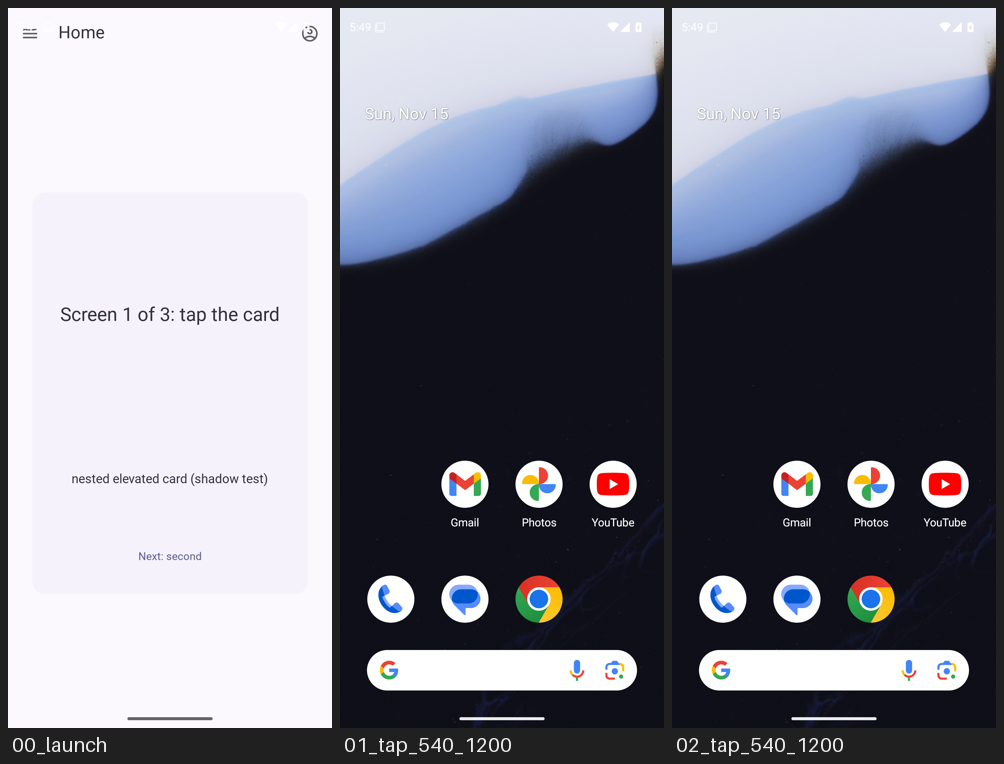 Home
Screen 1 of 3: tap the card
nested elevated card (shadow test)
Next: second
00_launch
5:49
Sun, Nov 15
Gmail Photos YouTube
01_tap_540_1200
5:49
Sun, Nov 15
Gmail Photos YouTube
02_tap_540_1200